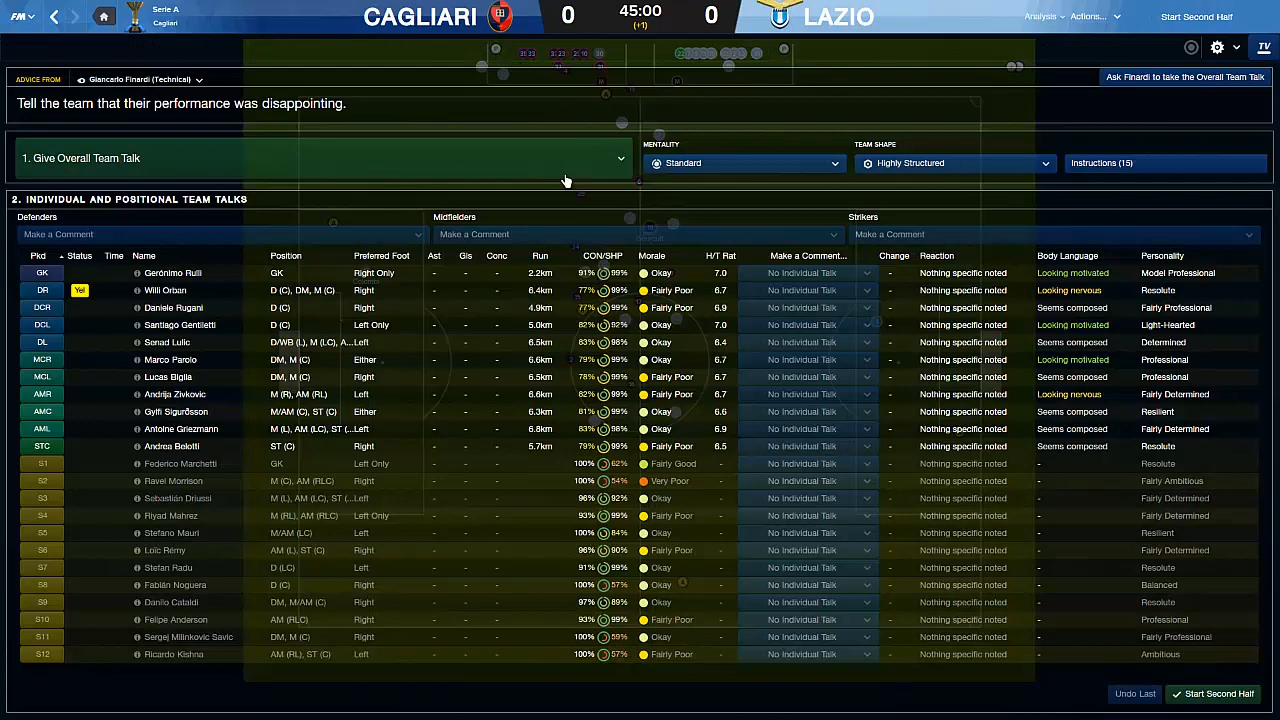 FM
Serie A
Cagliari
CAGLIARI 0 45:00 (+1) 0 LAZIO
Analysis Actions... Start Second Half
TV
ADVICE FROM Giancarlo Finardi (Technical) Ask Finardi to take the Overall Team Talk
Tell the team that their performance was disappointing.
1. Give Overall Team Talk
MENTALITY TEAM SHAPE
Standard Highly Structured Instructions (15)
2. INDIVIDUAL AND POSITIONAL TEAM TALKS
Defenders Midfielders Strikers
Make a Comment Make a Comment Make a Comment
Pkd Status Time Name Position Preferred Foot Ast Gls Conc Run CON/SHP Morale H/T Rat Make a Comment... Change Reaction Body Language Personality
GK Gerónimo Rulli GK Right Only - - - 2.2km 91% 99% Okay 7.0 No Individual Talk - Nothing specific noted Looking motivated Model Professional
DR Yel Willi Orban D (C), DM, M (C) Right - - - 6.4km 77% 99% Fairly Poor 6.7 No Individual Talk - Nothing specific noted Looking nervous Resolute
DCR Daniele Rugani D (C) Right - - - 4.9km 77% 99% Fairly Poor 6.9 No Individual Talk - Nothing specific noted Seems composed Fairly Professional
DCL Santiago Gentiletti D (C) Left Only - - - 5.0km 82% 92% Okay 7.0 No Individual Talk - Nothing specific noted Looking motivated Light-Hearted
DL Senad Lulic D/WB (L), M (LC), A... Left - - - 6.5km 83% 98% Okay 6.4 No Individual Talk - Nothing specific noted Seems composed Determined
MCR Marco Parolo DM, M (C) Either - - - 6.6km 79% 99% Okay 6.7 No Individual Talk - Nothing specific noted Looking motivated Professional
MCL Lucas Biglia DM, M (C) Right - - - 6.5km 78% 99% Fairly Poor 6.7 No Individual Talk - Nothing specific noted Seems composed Professional
AMR Andrija Zivkovic M (R), AM (RL) Left - - - 6.6km 82% 99% Fairly Poor 6.7 No Individual Talk - Nothing specific noted Looking nervous Fairly Determined
AMC Gylfi Sigurðsson M/AM (C), ST (C) Either - - - 6.3km 81% 99% Okay 6.6 No Individual Talk - Nothing specific noted Seems composed Resilient
AML Antoine Griezmann M (L), AM (LC), ST (... Left - - - 6.8km 83% 98% Okay 6.9 No Individual Talk - Nothing specific noted Seems composed Fairly Determined
STC Andrea Belotti ST (C) Right - - - 5.7km 79% 99% Fairly Poor 6.5 No Individual Talk - Nothing specific noted Seems composed Resolute
S1 Federico Marchetti GK Left Only - - - 100% 62% Fairly Good - No Individual Talk - Nothing specific noted - Resolute
S2 Ravel Morrison M (C), AM (RLC) Right - - - 100% 54% Very Poor - No Individual Talk - Nothing specific noted - Fairly Ambitious
S3 Sebastián Driussi M (L), AM (LC), ST (... Left - - - 96% 92% Okay - No Individual Talk - Nothing specific noted - Fairly Determined
S4 Riyad Mahrez M (RL), AM (RLC) Left Only - - - 93% 99% Fairly Poor - No Individual Talk - Nothing specific noted - Fairly Determined
S5 Stefano Mauri M/AM (LC) Left - - - 100% 84% Okay - No Individual Talk - Nothing specific noted - Resilient
S6 Loïc Rémy AM (L), ST (C) Right - - - 96% 90% Fairly Poor - No Individual Talk - Nothing specific noted - Fairly Determined
S7 Stefan Radu D (LC) Left - - - 91% 99% Okay - No Individual Talk - Nothing specific noted - Resolute
S8 Fabián Noguera D (C) Right - - - 100% 57% Okay - No Individual Talk - Nothing specific noted - Balanced
S9 Danilo Cataldi DM, M/AM (C) Right - - - 97% 89% Okay - No Individual Talk - Nothing specific noted - Resolute
S10 Felipe Anderson AM (RLC) Right - - - 93% 99% Fairly Poor - No Individual Talk - Nothing specific noted - Professional
S11 Sergej Milinkovic Savic DM, M (C) Right - - - 100% 59% Okay - No Individual Talk - Nothing specific noted - Fairly Professional
S12 Ricardo Kishna AM (RL), ST (C) Left - - - 100% 57% Fairly Poor - No Individual Talk - Nothing specific noted - Ambitious
Undo Last Start Second Half